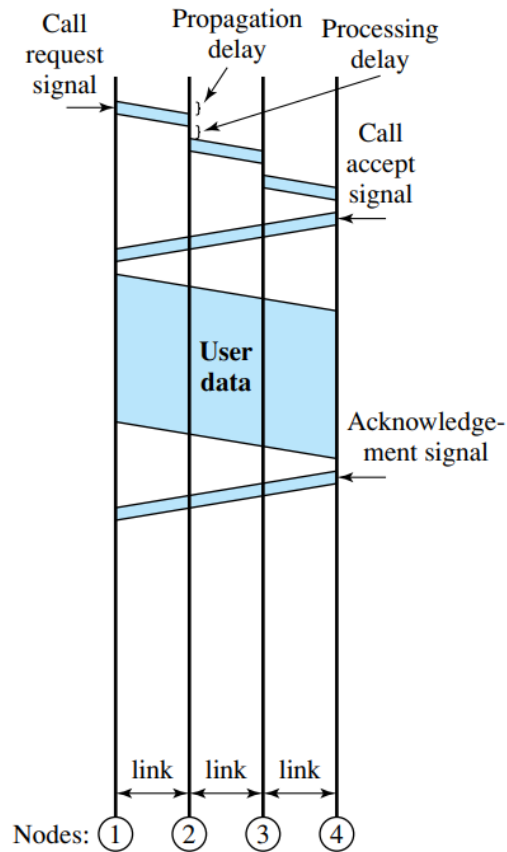 Call
request
signal
Propagation
delay
Processing
delay
}
}
Call
accept
signal
User
data
Acknowledge-
ment signal
link link link
Nodes: 1 2 3 4